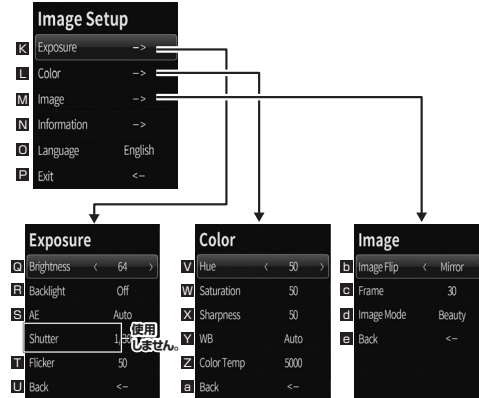 Image Setup
K Exposure −>
L Color −>
M Image −>
N Information −>
O Language English
P Exit <−
Exposure
Q Brightness < 64 >
R Backlight Off
S AE Auto
Shutter
使用
しません。
T Flicker 50
U Back <−
Color
V Hue < 50 >
W Saturation 50
X Sharpness 50
Y WB Auto
Z Color Temp 5000
a Back <−
Image
b Image Flip < Mirror
c Frame 30
d Image Mode Beauty
e Back <−